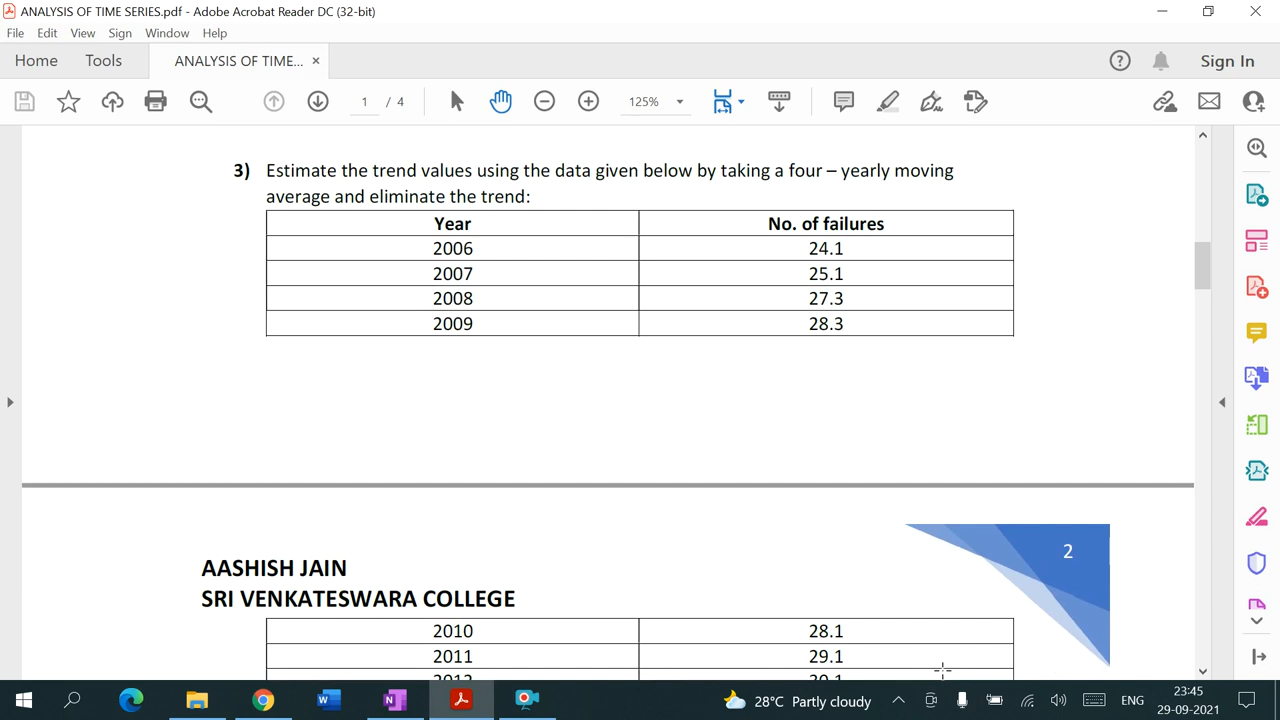 ANALYSIS OF TIME SERIES.pdf - Adobe Acrobat Reader DC (32-bit)
File Edit View Sign Window Help
Home Tools ANALYSIS OF TIME... × Sign In
1 / 4 125%
3) Estimate the trend values using the data given below by taking a four – yearly moving
average and eliminate the trend:
Year No. of failures
2006 24.1
2007 25.1
2008 27.3
2009 28.3
2
AASHISH JAIN
SRI VENKATESWARA COLLEGE
2010 28.1
2011 29.1
28°C Partly cloudy ENG 23:45
29-09-2021